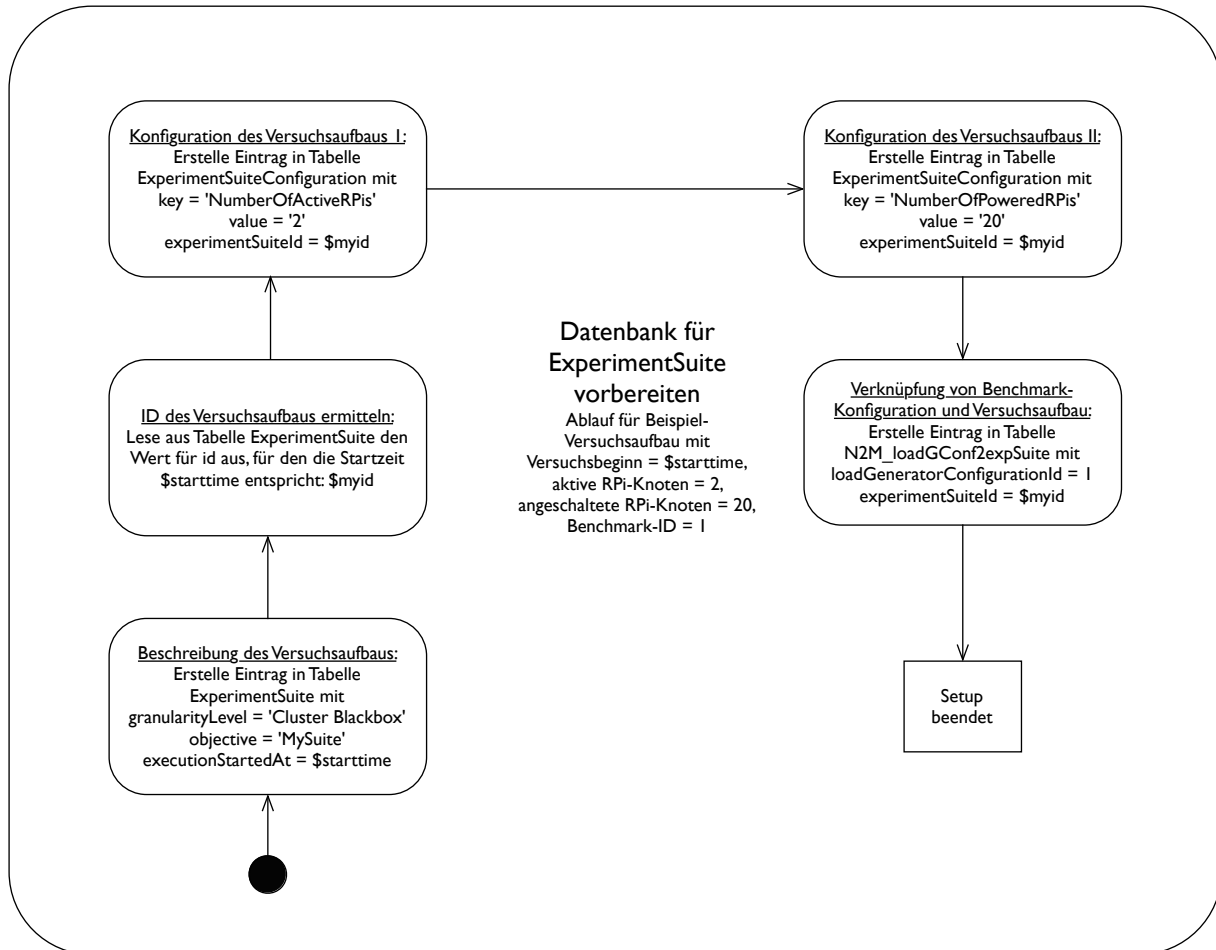 Konfiguration des Versuchsaufbaus I:
Erstelle Eintrag in Tabelle
ExperimentSuiteConfiguration mit
key = 'NumberOfActiveRPis'
value = '2'
experimentSuiteId = $myid
Konfiguration des Versuchsaufbaus II:
Erstelle Eintrag in Tabelle
ExperimentSuiteConfiguration mit
key = 'NumberOfPoweredRPis'
value = '20'
experimentSuiteId = $myid
Datenbank für
ExperimentSuite
vorbereiten
Ablauf für Beispiel-
Versuchsaufbau mit
Versuchsbeginn = $starttime,
aktive RPi-Knoten = 2,
angeschaltete RPi-Knoten = 20,
Benchmark-ID = 1
ID des Versuchsaufbaus ermitteln:
Lese aus Tabelle ExperimentSuite den
Wert für id aus, für den die Startzeit
$starttime entspricht: $myid
Verknüpfung von Benchmark-
Konfiguration und Versuchsaufbau:
Erstelle Eintrag in Tabelle
N2M_loadGConf2expSuite mit
loadGeneratorConfigurationId = 1
experimentSuiteId = $myid
Beschreibung des Versuchsaufbaus:
Erstelle Eintrag in Tabelle
ExperimentSuite mit
granularityLevel = 'Cluster Blackbox'
objective = 'MySuite'
executionStartedAt = $starttime
Setup
beendet